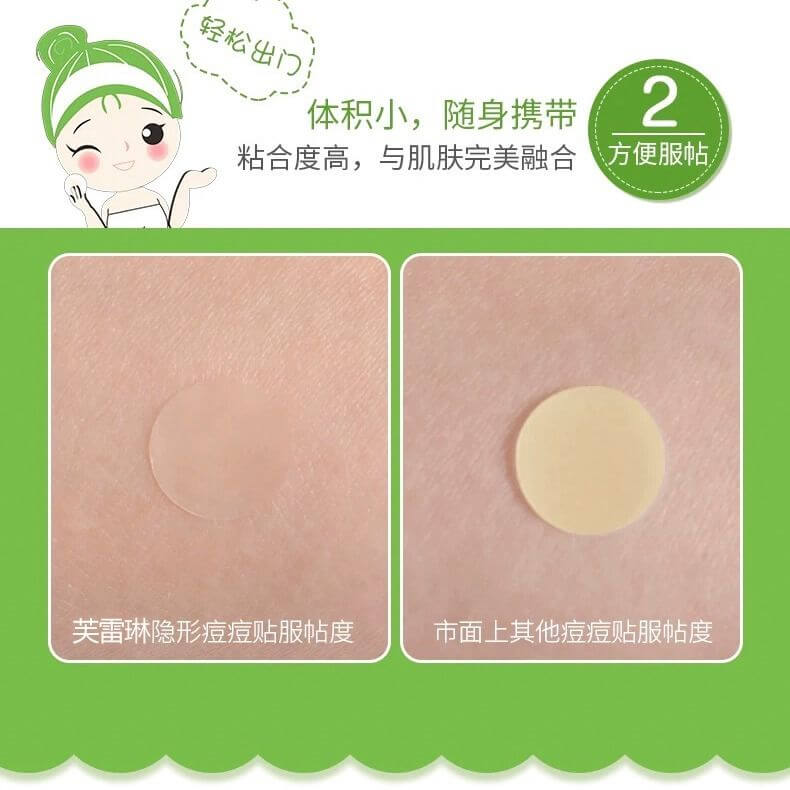 轻松出门
体积小，随身携带
粘合度高，与肌肤完美融合
2
方便服帖
芙雷琳隐形痘痘贴服帖度
市面上其他痘痘贴服帖度